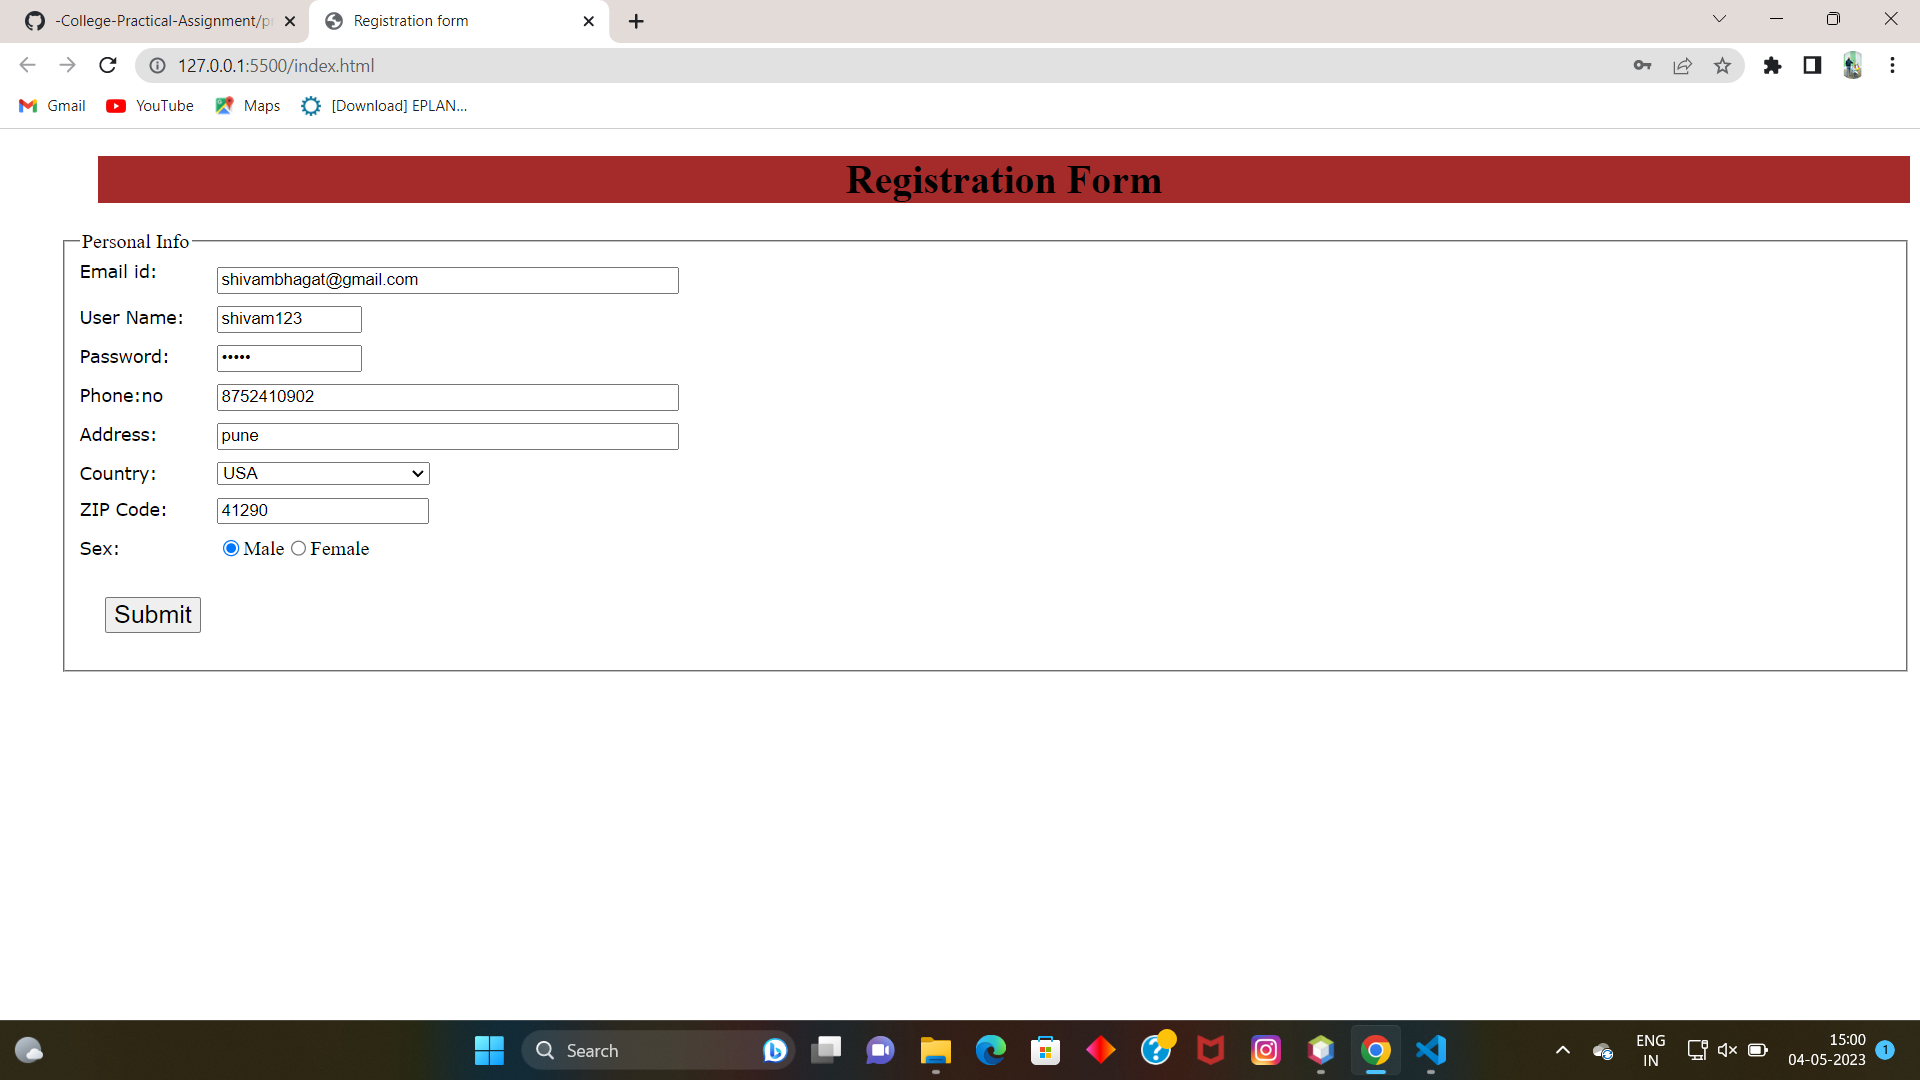 -College-Practical-Assignment/p
Registration form
127.0.0.1:5500/index.html
Gmail
YouTube
Maps
[Download] EPLAN...
Registration Form
Personal Info
Email id:
shivambhagat@gmail.com
User Name:
shivam123
Password:
•••••
Phone:no
8752410902
Address:
pune
Country:
USA
ZIP Code:
41290
Sex:
Male
Female
Submit
Search
ENG
IN
15:00
04-05-2023
1